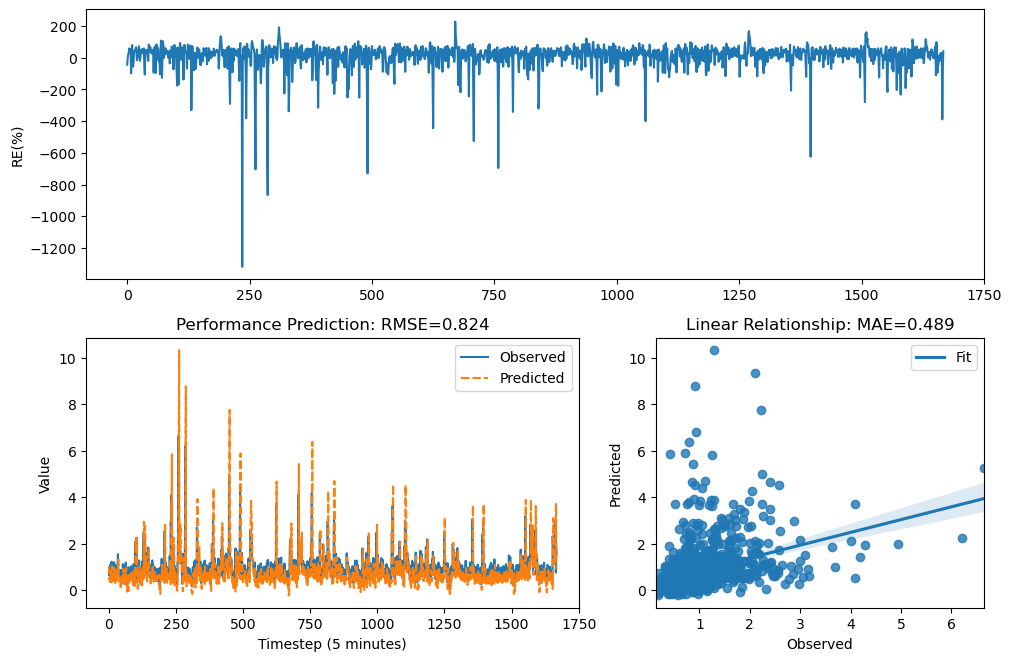 200
0
−200
−400
−600
−800
−1000
−1200
RE(%)
0 250 500 750 1000 1250 1500 1750
Performance Prediction: RMSE=0.824
Observed
Predicted
10
8
6
4
2
0
Value
0 250 500 750 1000 1250 1500 1750
Timestep (5 minutes)
Linear Relationship: MAE=0.489
Fit
10
8
6
4
2
0
Predicted
1 2 3 4 5 6
Observed